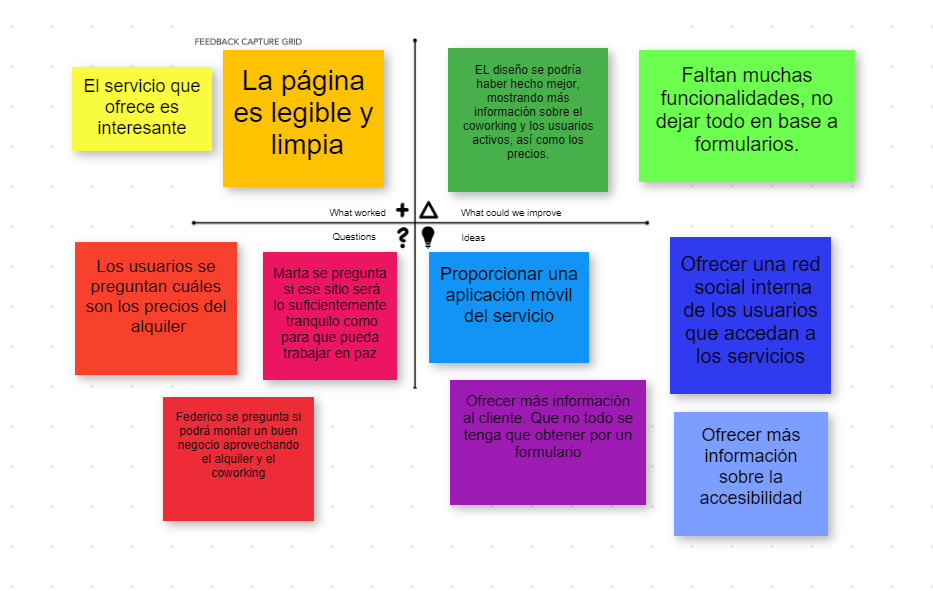 FEEDBACK CAPTURE GRID
El servicio que
ofrece es
interesante
La página
es legible y
limpia
EL diseño se podría
haber hecho mejor,
mostrando más
información sobre el
coworking y los usuarios
activos, así como los
precios.
Faltan muchas
funcionalidades, no
dejar todo en base a
formularios.
What worked
What could we improve
Questions
Ideas
Los usuarios se
preguntan cuáles
son los precios del
alquiler
Marta se pregunta
si ese sitio será
lo suficientemente
tranquilo como
para que pueda
trabajar en paz
Federico se pregunta si
podrá montar un buen
negocio aprovechando
el alquiler y el
coworking
Proporcionar una
aplicación móvil
del servicio
Ofrecer una red
social interna
de los usuarios
que accedan a
los servicios
Ofrecer más información
al cliente. Que no todo se
tenga que obtener por un
formulario
Ofrecer más
información
sobre la
accesibilidad